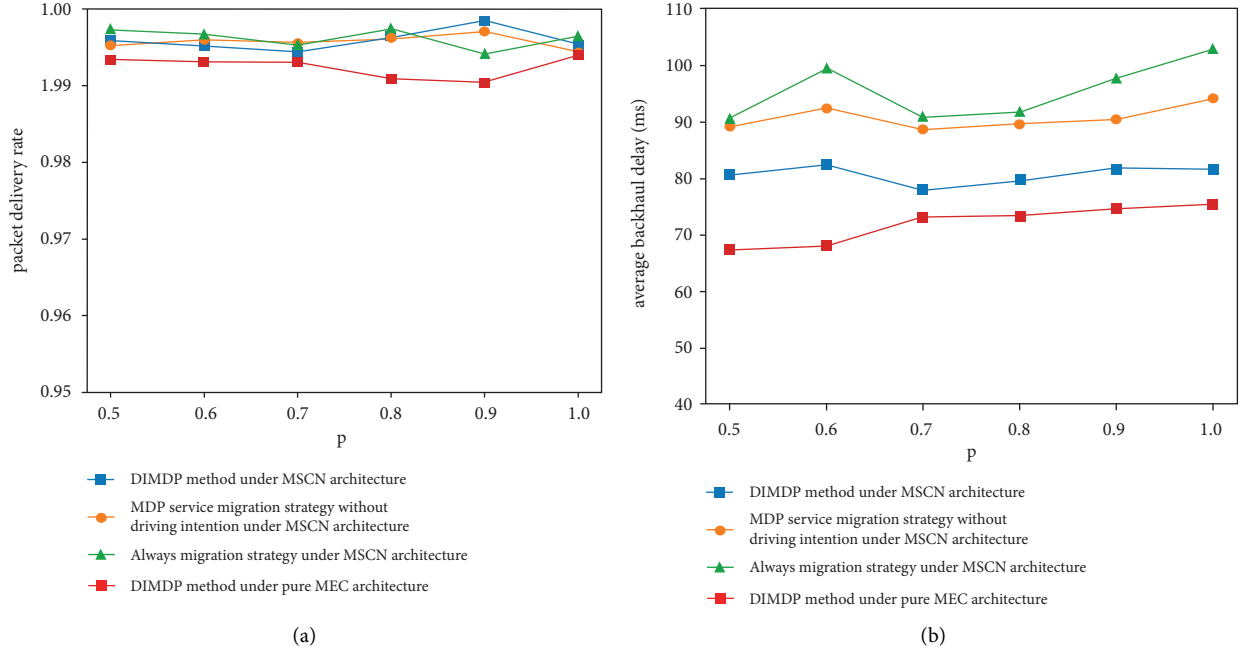 1.00
0.99
0.98
0.97
0.96
0.95
packet delivery rate
0.5 0.6 0.7 0.8 0.9 1.0
p
DIMDP method under MSCN architecture
MDP service migration strategy without
driving intention under MSCN architecture
Always migration strategy under MSCN architecture
DIMDP method under pure MEC architecture
(a)
110
100
90
80
70
60
50
40
average backhaul delay (ms)
0.5 0.6 0.7 0.8 0.9 1.0
p
DIMDP method under MSCN architecture
MDP service migration strategy without
driving intention under MSCN architecture
Always migration strategy under MSCN architecture
DIMDP method under pure MEC architecture
(b)